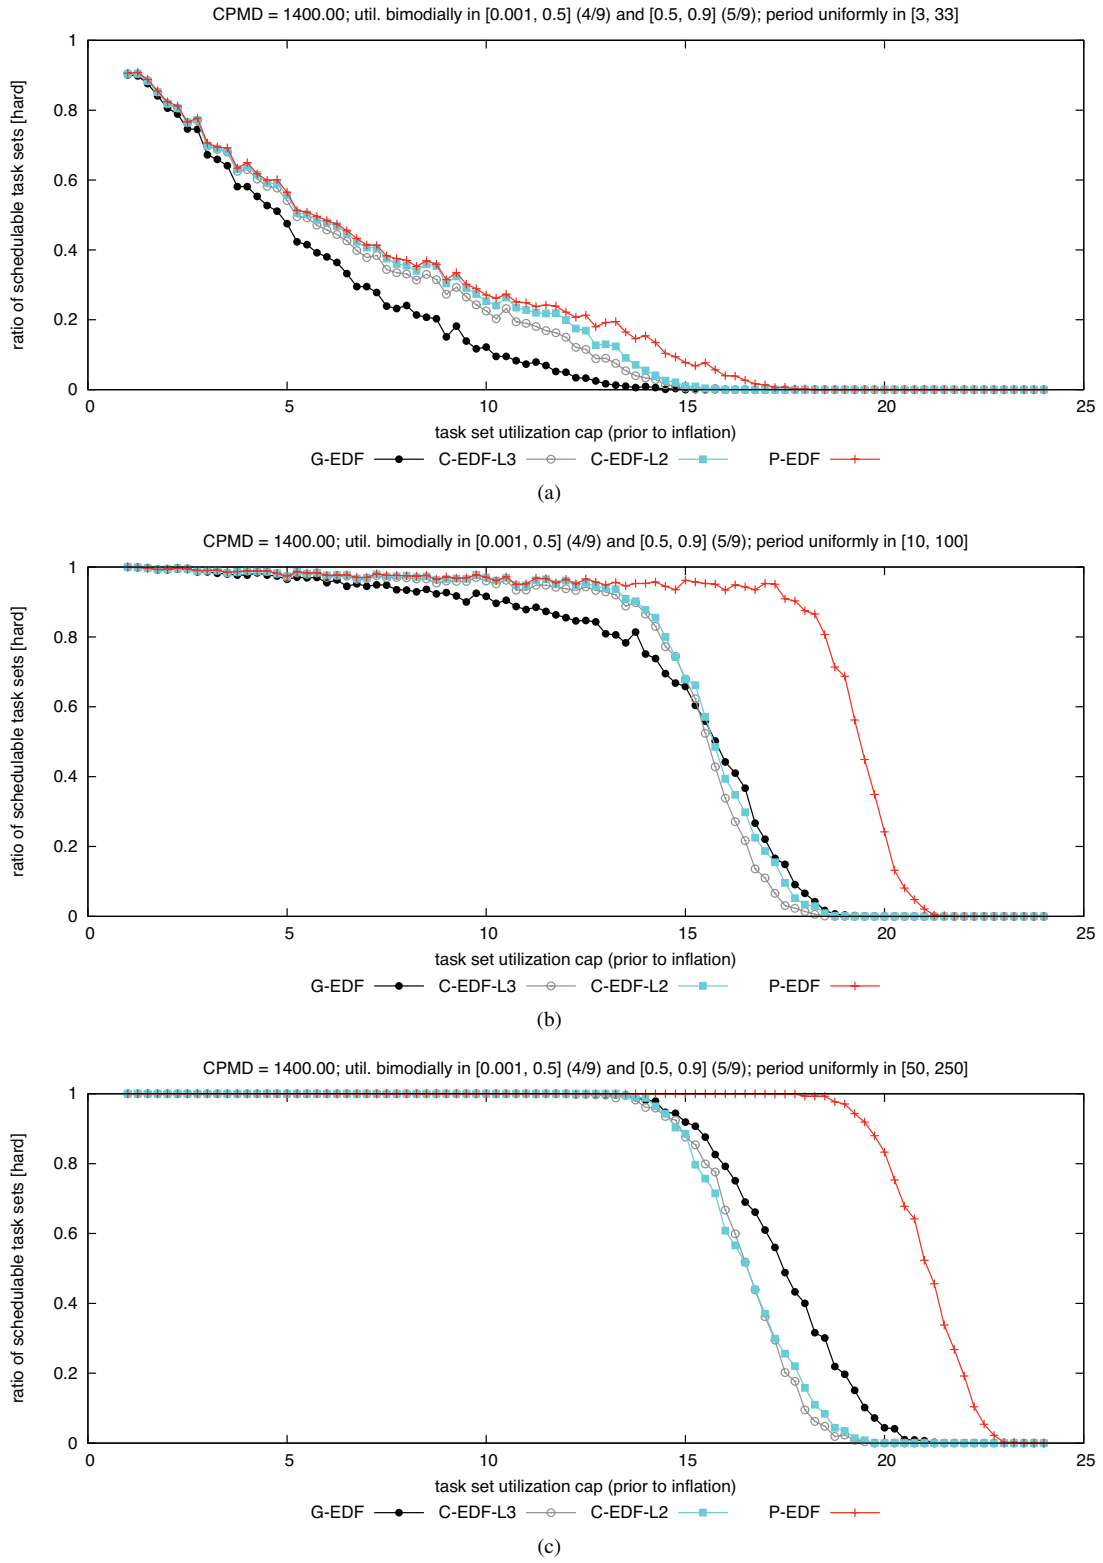 CPMD = 1400.00; util. bimodially in [0.001, 0.5] (4/9) and [0.5, 0.9] (5/9); period uniformly in [3, 33]
1
0.8
0.6
0.4
0.2
0
ratio of schedulable task sets [hard]
0 5 10 15 20 25
task set utilization cap (prior to inflation)
G-EDF C-EDF-L3 C-EDF-L2 P-EDF
(a)
CPMD = 1400.00; util. bimodially in [0.001, 0.5] (4/9) and [0.5, 0.9] (5/9); period uniformly in [10, 100]
1
0.8
0.6
0.4
0.2
0
ratio of schedulable task sets [hard]
0 5 10 15 20 25
task set utilization cap (prior to inflation)
G-EDF C-EDF-L3 C-EDF-L2 P-EDF
(b)
CPMD = 1400.00; util. bimodially in [0.001, 0.5] (4/9) and [0.5, 0.9] (5/9); period uniformly in [50, 250]
1
0.8
0.6
0.4
0.2
0
ratio of schedulable task sets [hard]
0 5 10 15 20 25
task set utilization cap (prior to inflation)
G-EDF C-EDF-L3 C-EDF-L2 P-EDF
(c)